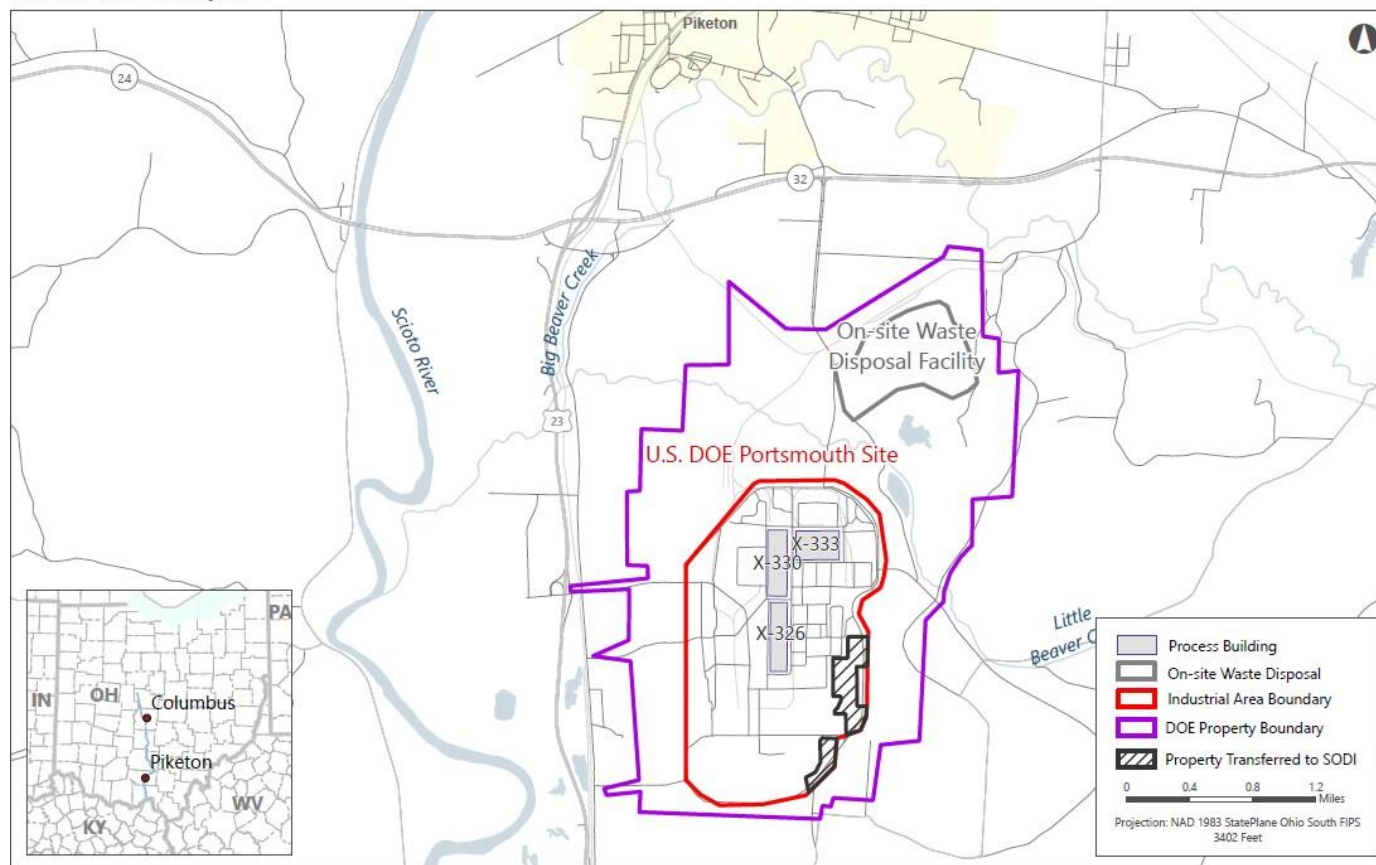 Piketon
24
32
Scioto River
Big Beaver Creek
23
On-site Waste
Disposal Facility
U.S. DOE Portsmouth Site
X-333
X-330
X-326
Little
Beaver C
PA
IN
OH
Columbus
Piketon
WV
KY
Process Building
On-site Waste Disposal
Industrial Area Boundary
DOE Property Boundary
Property Transferred to SODI
0 0.4 0.8 1.2
Miles
Projection: NAD 1983 StatePlane Ohio South FIPS
3402 Feet